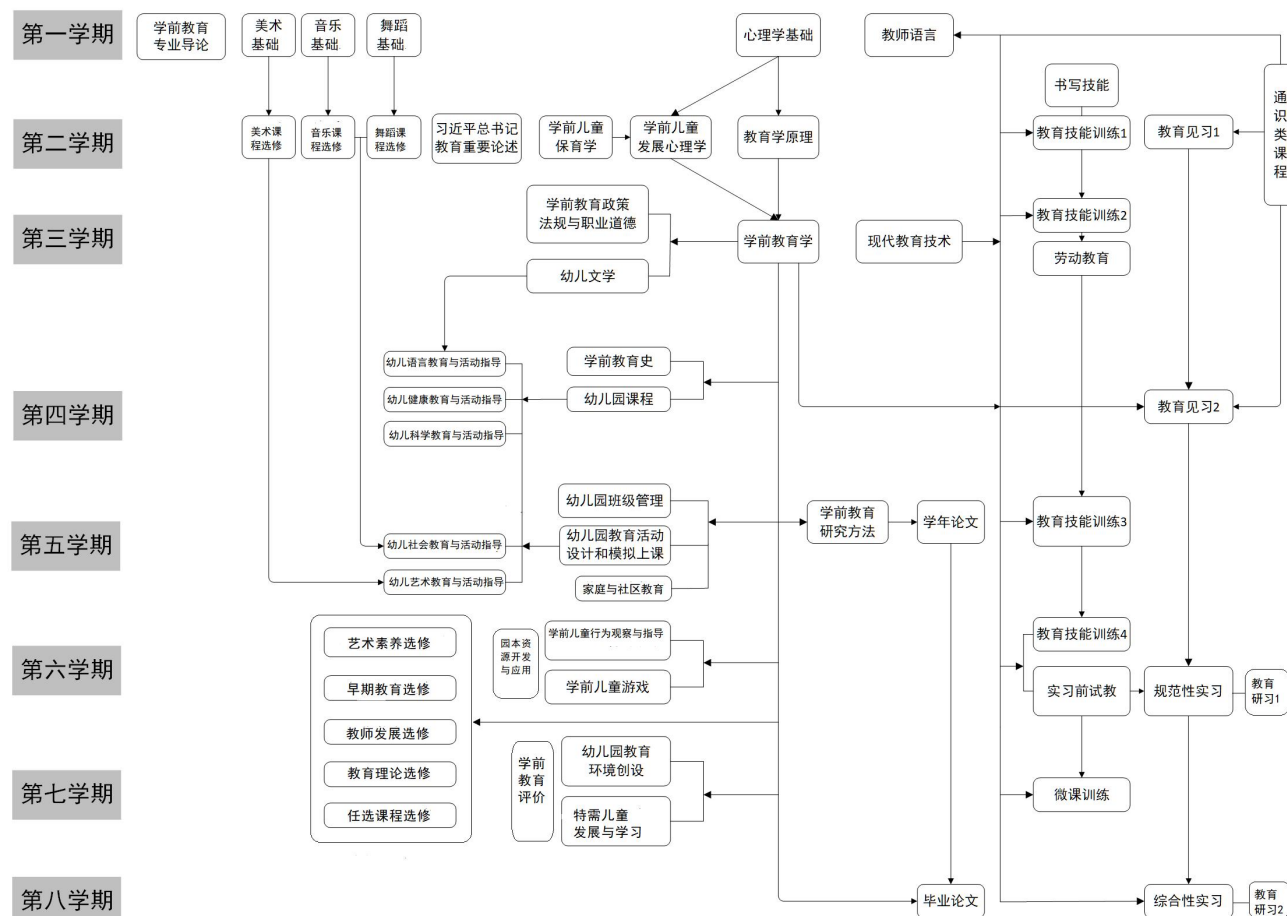 第一学期
学前教育
专业导论
美术
基础
音乐
基础
舞蹈
基础
心理学基础
教师语言
书写技能
通
识
类
课
程
第二学期
美术课
程选修
音乐课
程选修
舞蹈课
程选修
习近平总书记
教育重要论述
学前儿童
保育学
学前儿童
发展心理学
教育学原理
教育技能训练1
教育见习1
第三学期
学前教育政策
法规与职业道德
学前教育学
现代教育技术
教育技能训练2
劳动教育
幼儿文学
第四学期
幼儿语言教育与活动指导
学前教育史
幼儿健康教育与活动指导
幼儿园课程
教育见习2
幼儿科学教育与活动指导
第五学期
幼儿园班级管理
学前教育
研究方法
学年论文
教育技能训练3
幼儿社会教育与活动指导
幼儿园教育活动
设计和模拟上课
幼儿艺术教育与活动指导
家庭与社区教育
第六学期
艺术素养选修
早期教育选修
教师发展选修
教育理论选修
任选课程选修
园本资
源开发
与应用
学前儿童行为观察与指导
学前儿童游戏
教育技能训练4
实习前试教
规范性实习
教育
研习1
第七学期
学前
教育
评价
幼儿园教育
环境创设
特需儿童
发展与学习
微课训练
第八学期
毕业论文
综合性实习
教育
研习2